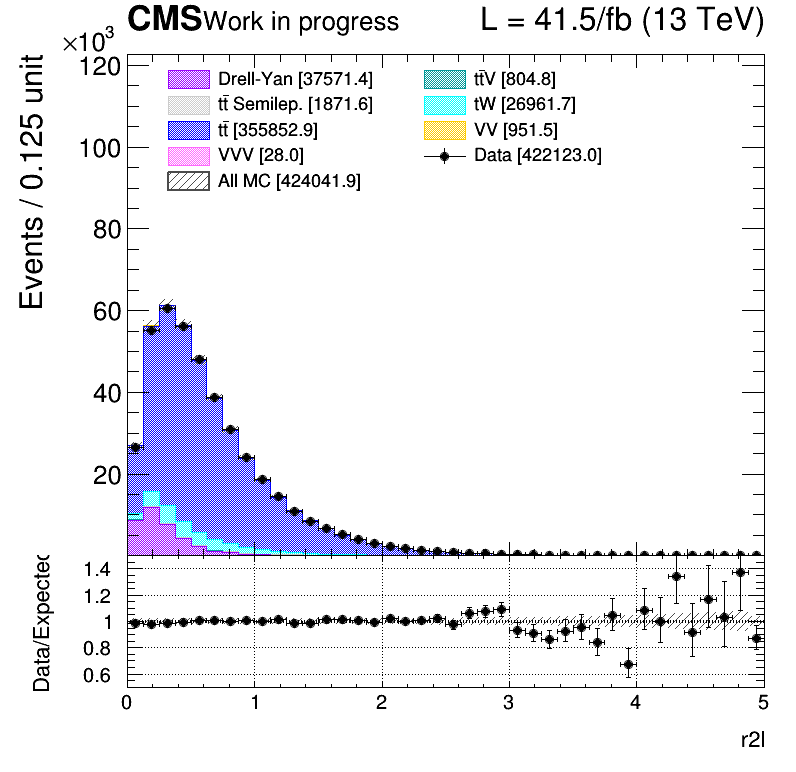 CMS Work in progress L = 41.5/fb (13 TeV)
×10³
Events / 0.125 unit
120
100
80
60
40
20
Drell-Yan [37571.4]
tt̄ Semilep. [1871.6]
tt̄ [355852.9]
VVV [28.0]
All MC [424041.9]
tt̄V [804.8]
tW [26961.7]
VV [951.5]
Data [422123.0]
Data/Expected
1.4
1.2
1
0.8
0.6
0 1 2 3 4 5
r2l